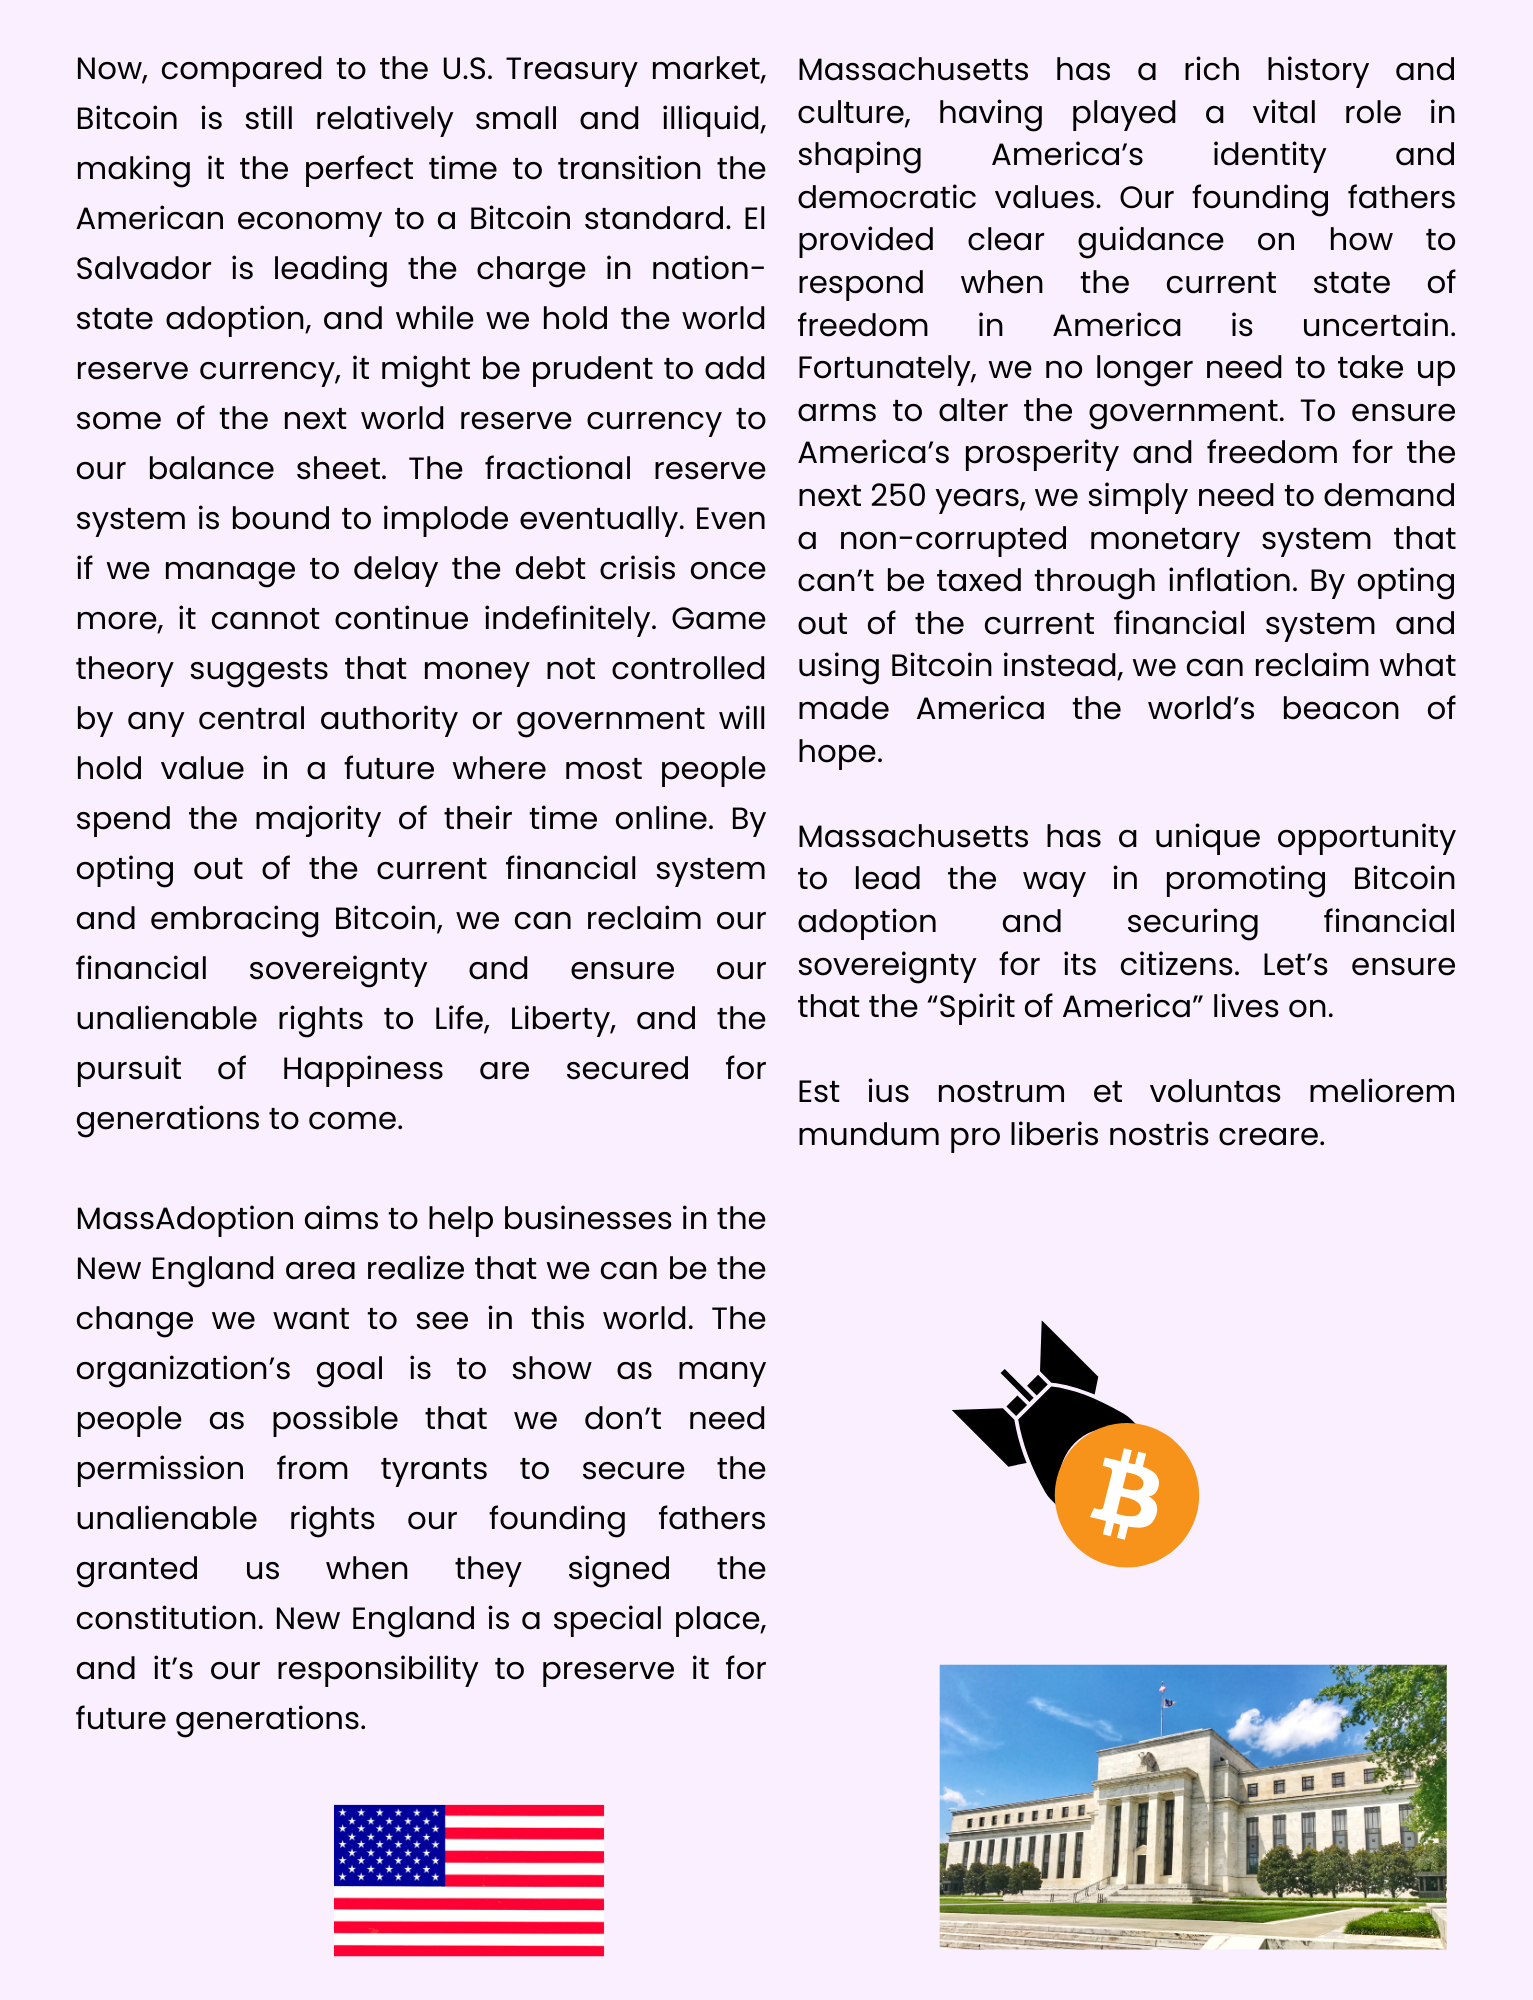 Now, compared to the U.S. Treasury market,
Bitcoin is still relatively small and illiquid,
making it the perfect time to transition the
American economy to a Bitcoin standard. El
Salvador is leading the charge in nation-
state adoption, and while we hold the world
reserve currency, it might be prudent to add
some of the next world reserve currency to
our balance sheet. The fractional reserve
system is bound to implode eventually. Even
if we manage to delay the debt crisis once
more, it cannot continue indefinitely. Game
theory suggests that money not controlled
by any central authority or government will
hold value in a future where most people
spend the majority of their time online. By
opting out of the current financial system
and embracing Bitcoin, we can reclaim our
financial sovereignty and ensure our
unalienable rights to Life, Liberty, and the
pursuit of Happiness are secured for
generations to come.
MassAdoption aims to help businesses in the
New England area realize that we can be the
change we want to see in this world. The
organization’s goal is to show as many
people as possible that we don’t need
permission from tyrants to secure the
unalienable rights our founding fathers
granted us when they signed the
constitution. New England is a special place,
and it’s our responsibility to preserve it for
future generations.
Massachusetts has a rich history and
culture, having played a vital role in
shaping America’s identity and
democratic values. Our founding fathers
provided clear guidance on how to
respond when the current state of
freedom in America is uncertain.
Fortunately, we no longer need to take up
arms to alter the government. To ensure
America’s prosperity and freedom for the
next 250 years, we simply need to demand
a non-corrupted monetary system that
can’t be taxed through inflation. By opting
out of the current financial system and
using Bitcoin instead, we can reclaim what
made America the world’s beacon of
hope.
Massachusetts has a unique opportunity
to lead the way in promoting Bitcoin
adoption and securing financial
sovereignty for its citizens. Let’s ensure
that the “Spirit of America” lives on.
Est ius nostrum et voluntas meliorem
mundum pro liberis nostris creare.